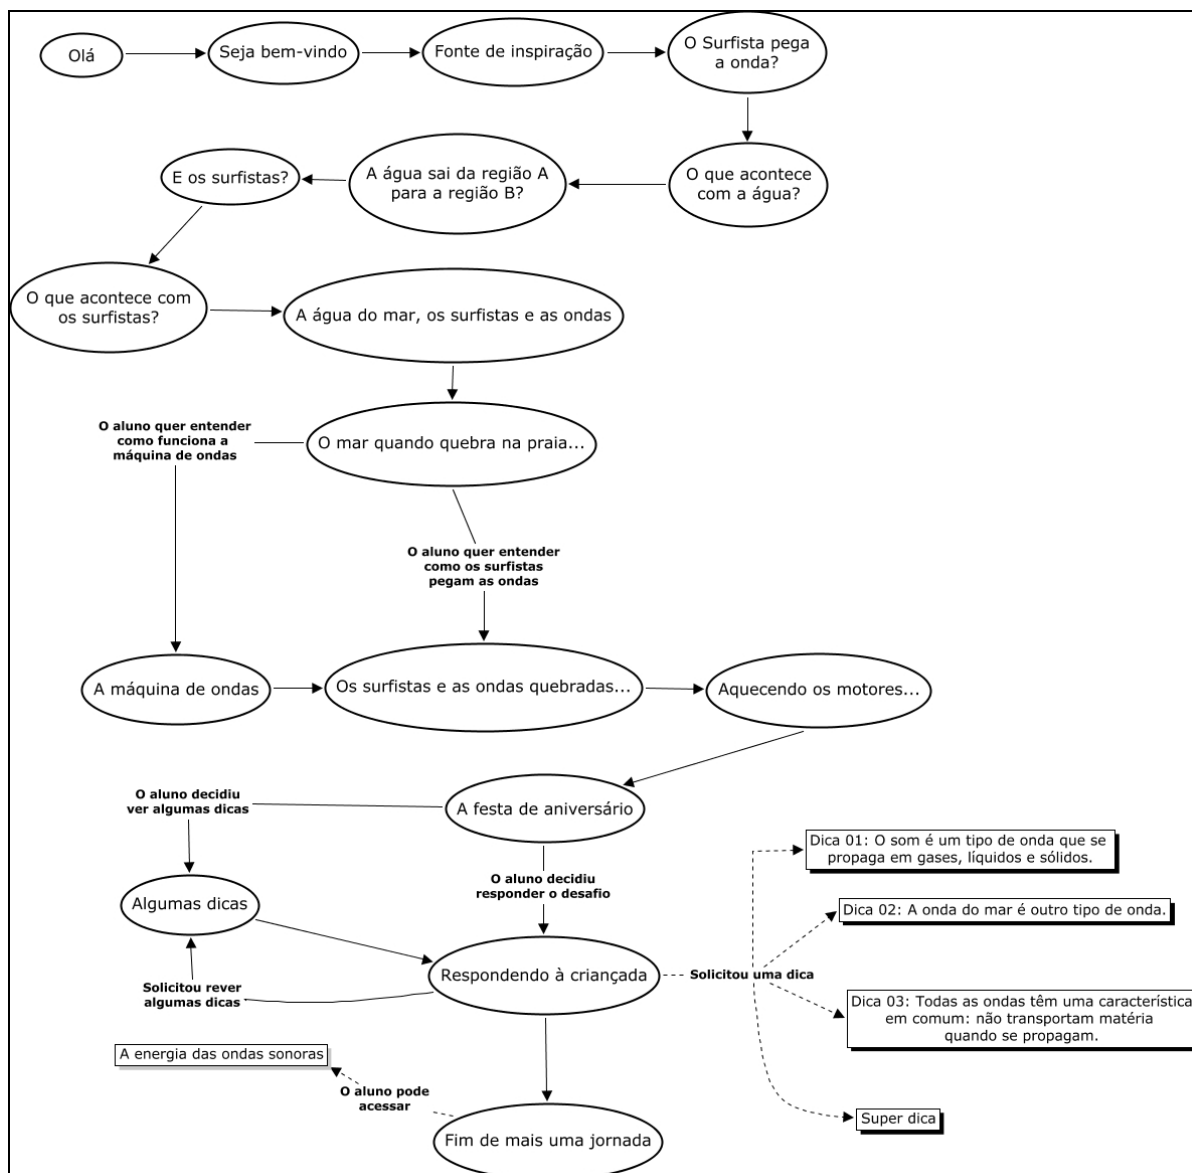 Olá
Seja bem-vindo
Fonte de inspiração
O Surfista pega
a onda?
O que acontece
com a água?
A água sai da região A
para a região B?
E os surfistas?
O que acontece com
os surfistas?
A água do mar, os surfistas e as ondas
O mar quando quebra na praia...
O aluno quer entender
como funciona a
máquina de ondas
O aluno quer entender
como os surfistas
pegam as ondas
A máquina de ondas
Os surfistas e as ondas quebradas...
Aquecendo os motores...
A festa de aniversário
O aluno decidiu
ver algumas dicas
O aluno decidiu
responder o desafio
Algumas dicas
Respondendo à criançada
Solicitou rever
algumas dicas
Solicitou uma dica
Dica 01: O som é um tipo de onda que se
propaga em gases, líquidos e sólidos.
Dica 02: A onda do mar é outro tipo de onda.
Dica 03: Todas as ondas têm uma característica
em comum: não transportam matéria
quando se propagam.
Super dica
A energia das ondas sonoras
O aluno pode
acessar
Fim de mais uma jornada